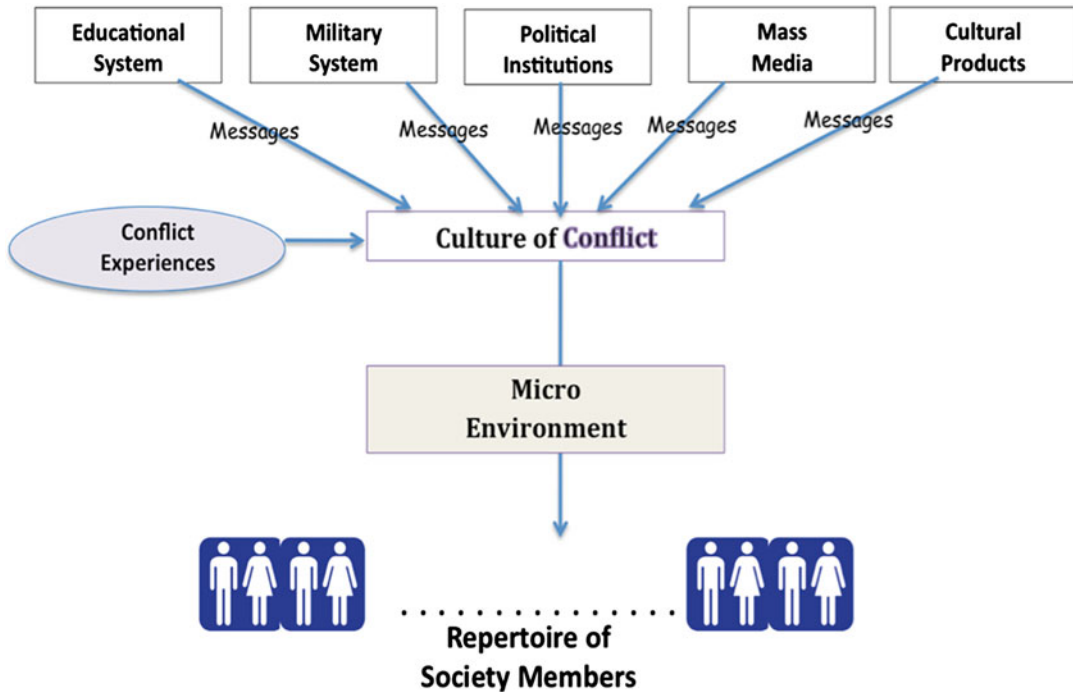 Educational
System
Military
System
Political
Institutions
Mass
Media
Cultural
Products
Messages
Messages
Messages
Messages
Messages
Conflict
Experiences
Culture of Conflict
Micro
Environment
Repertoire of
Society Members